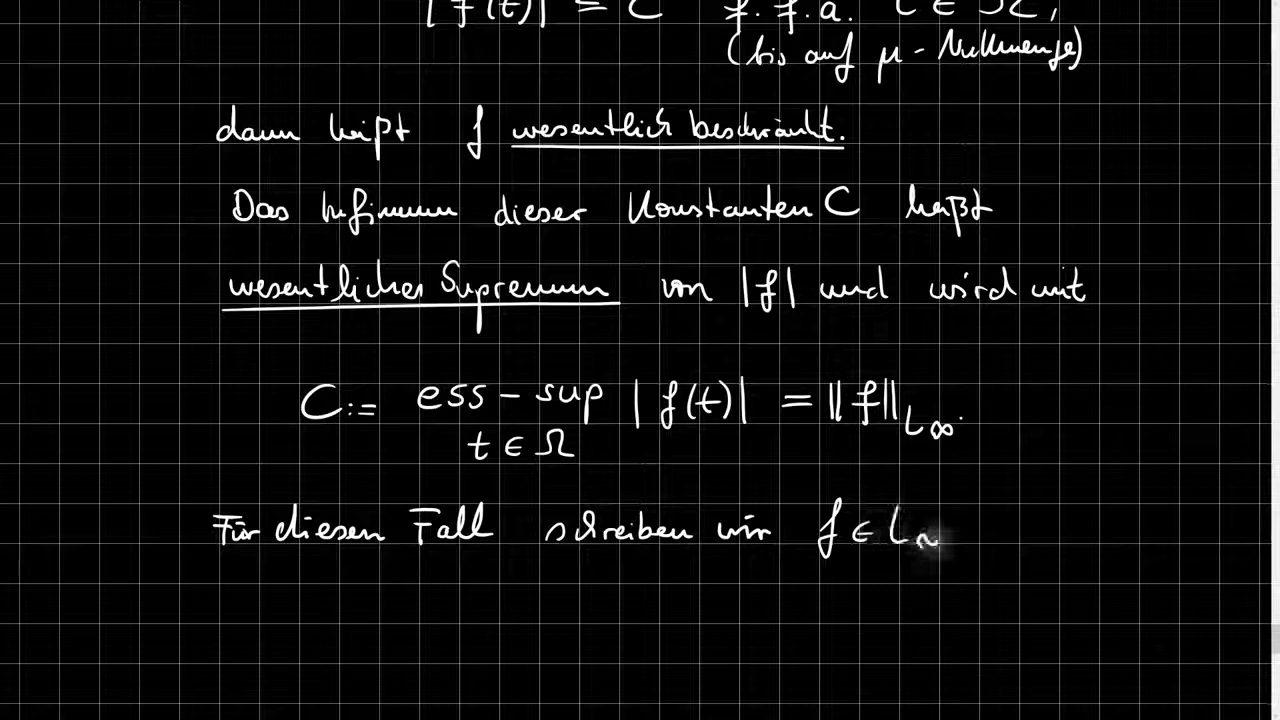 |f(t)| ≤ C f.f.a. t ∈ Ω,
(bis auf μ-Nullmenge)
dann heißt f wesentlich beschränkt.
Das Infimum dieser Konstanten C heißt
wesentliches Supremum von |f| und wird mit
C := ess-sup |f(t)| = ||f||L∞.
t ∈ Ω
Für diesen Fall schreiben wir f ∈ L